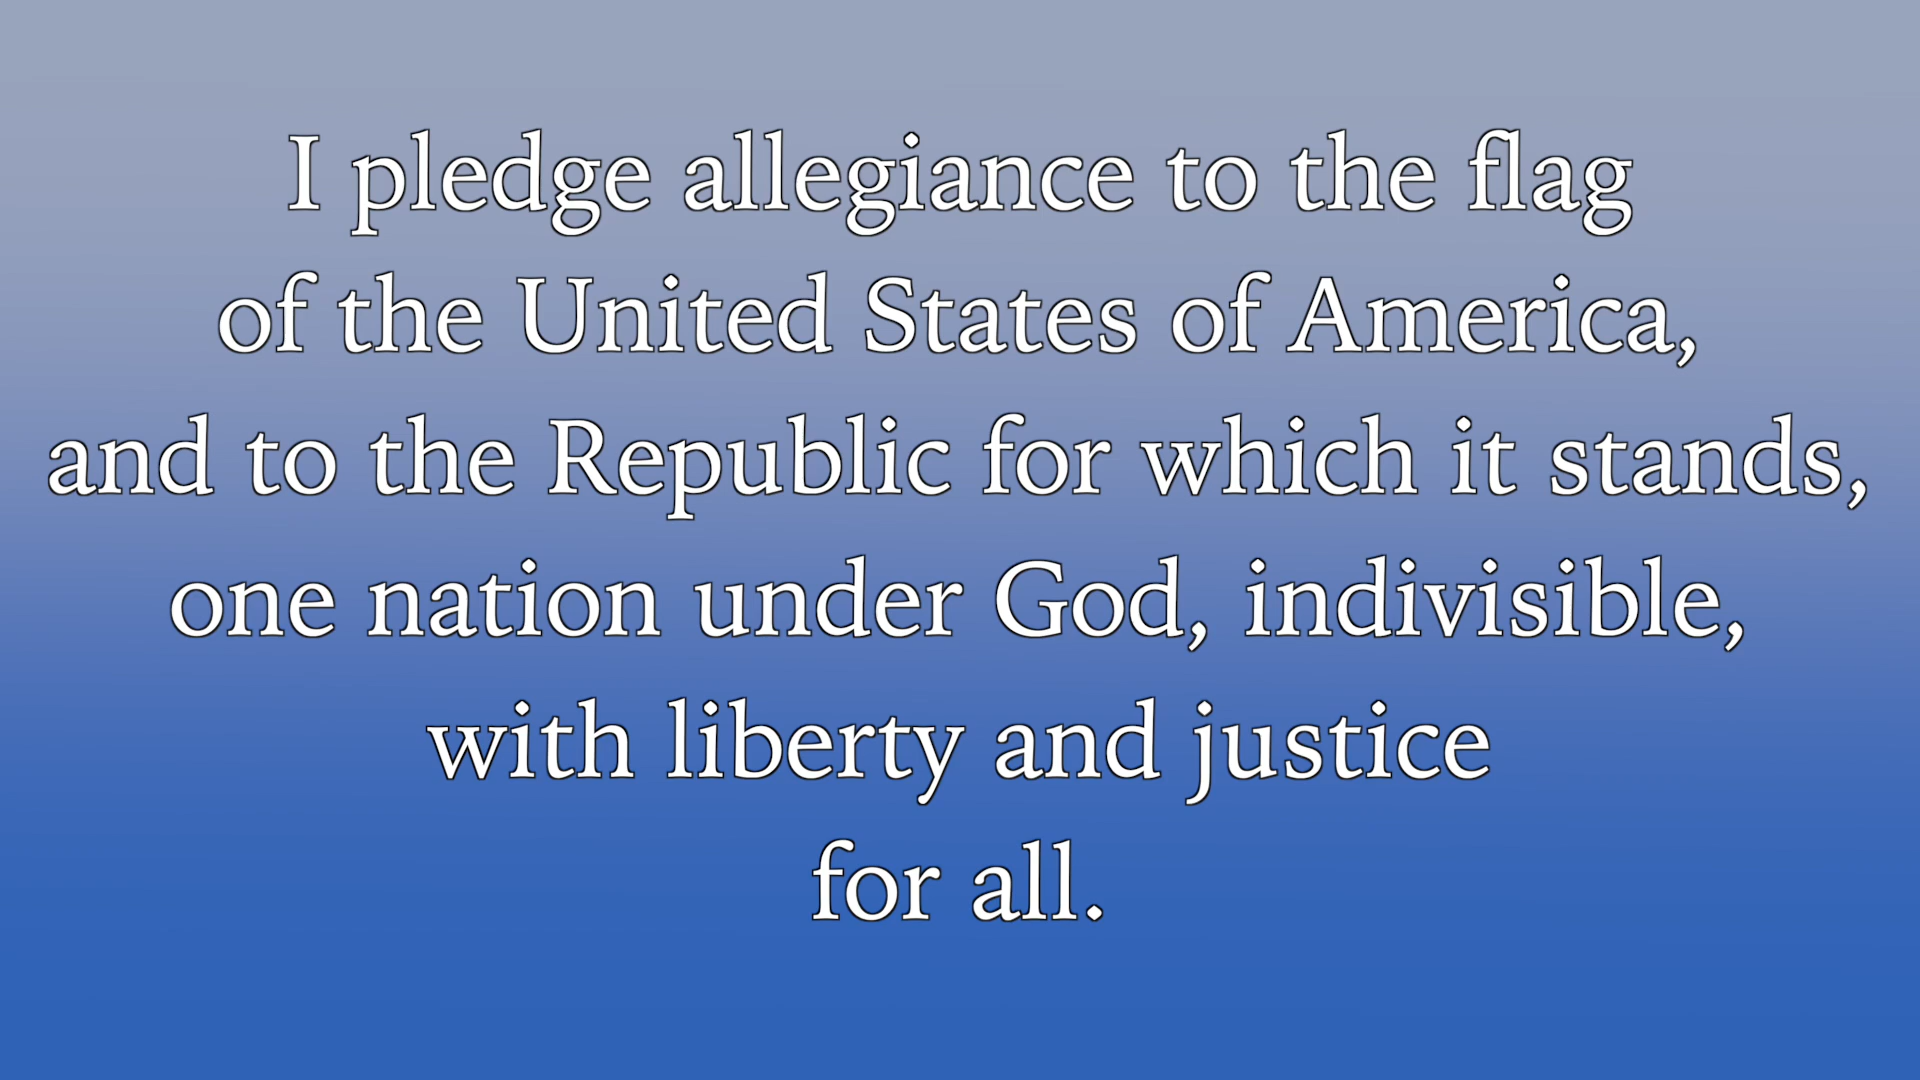 I pledge allegiance to the flag
of the United States of America,
and to the Republic for which it stands,
one nation under God, indivisible,
with liberty and justice
for all.